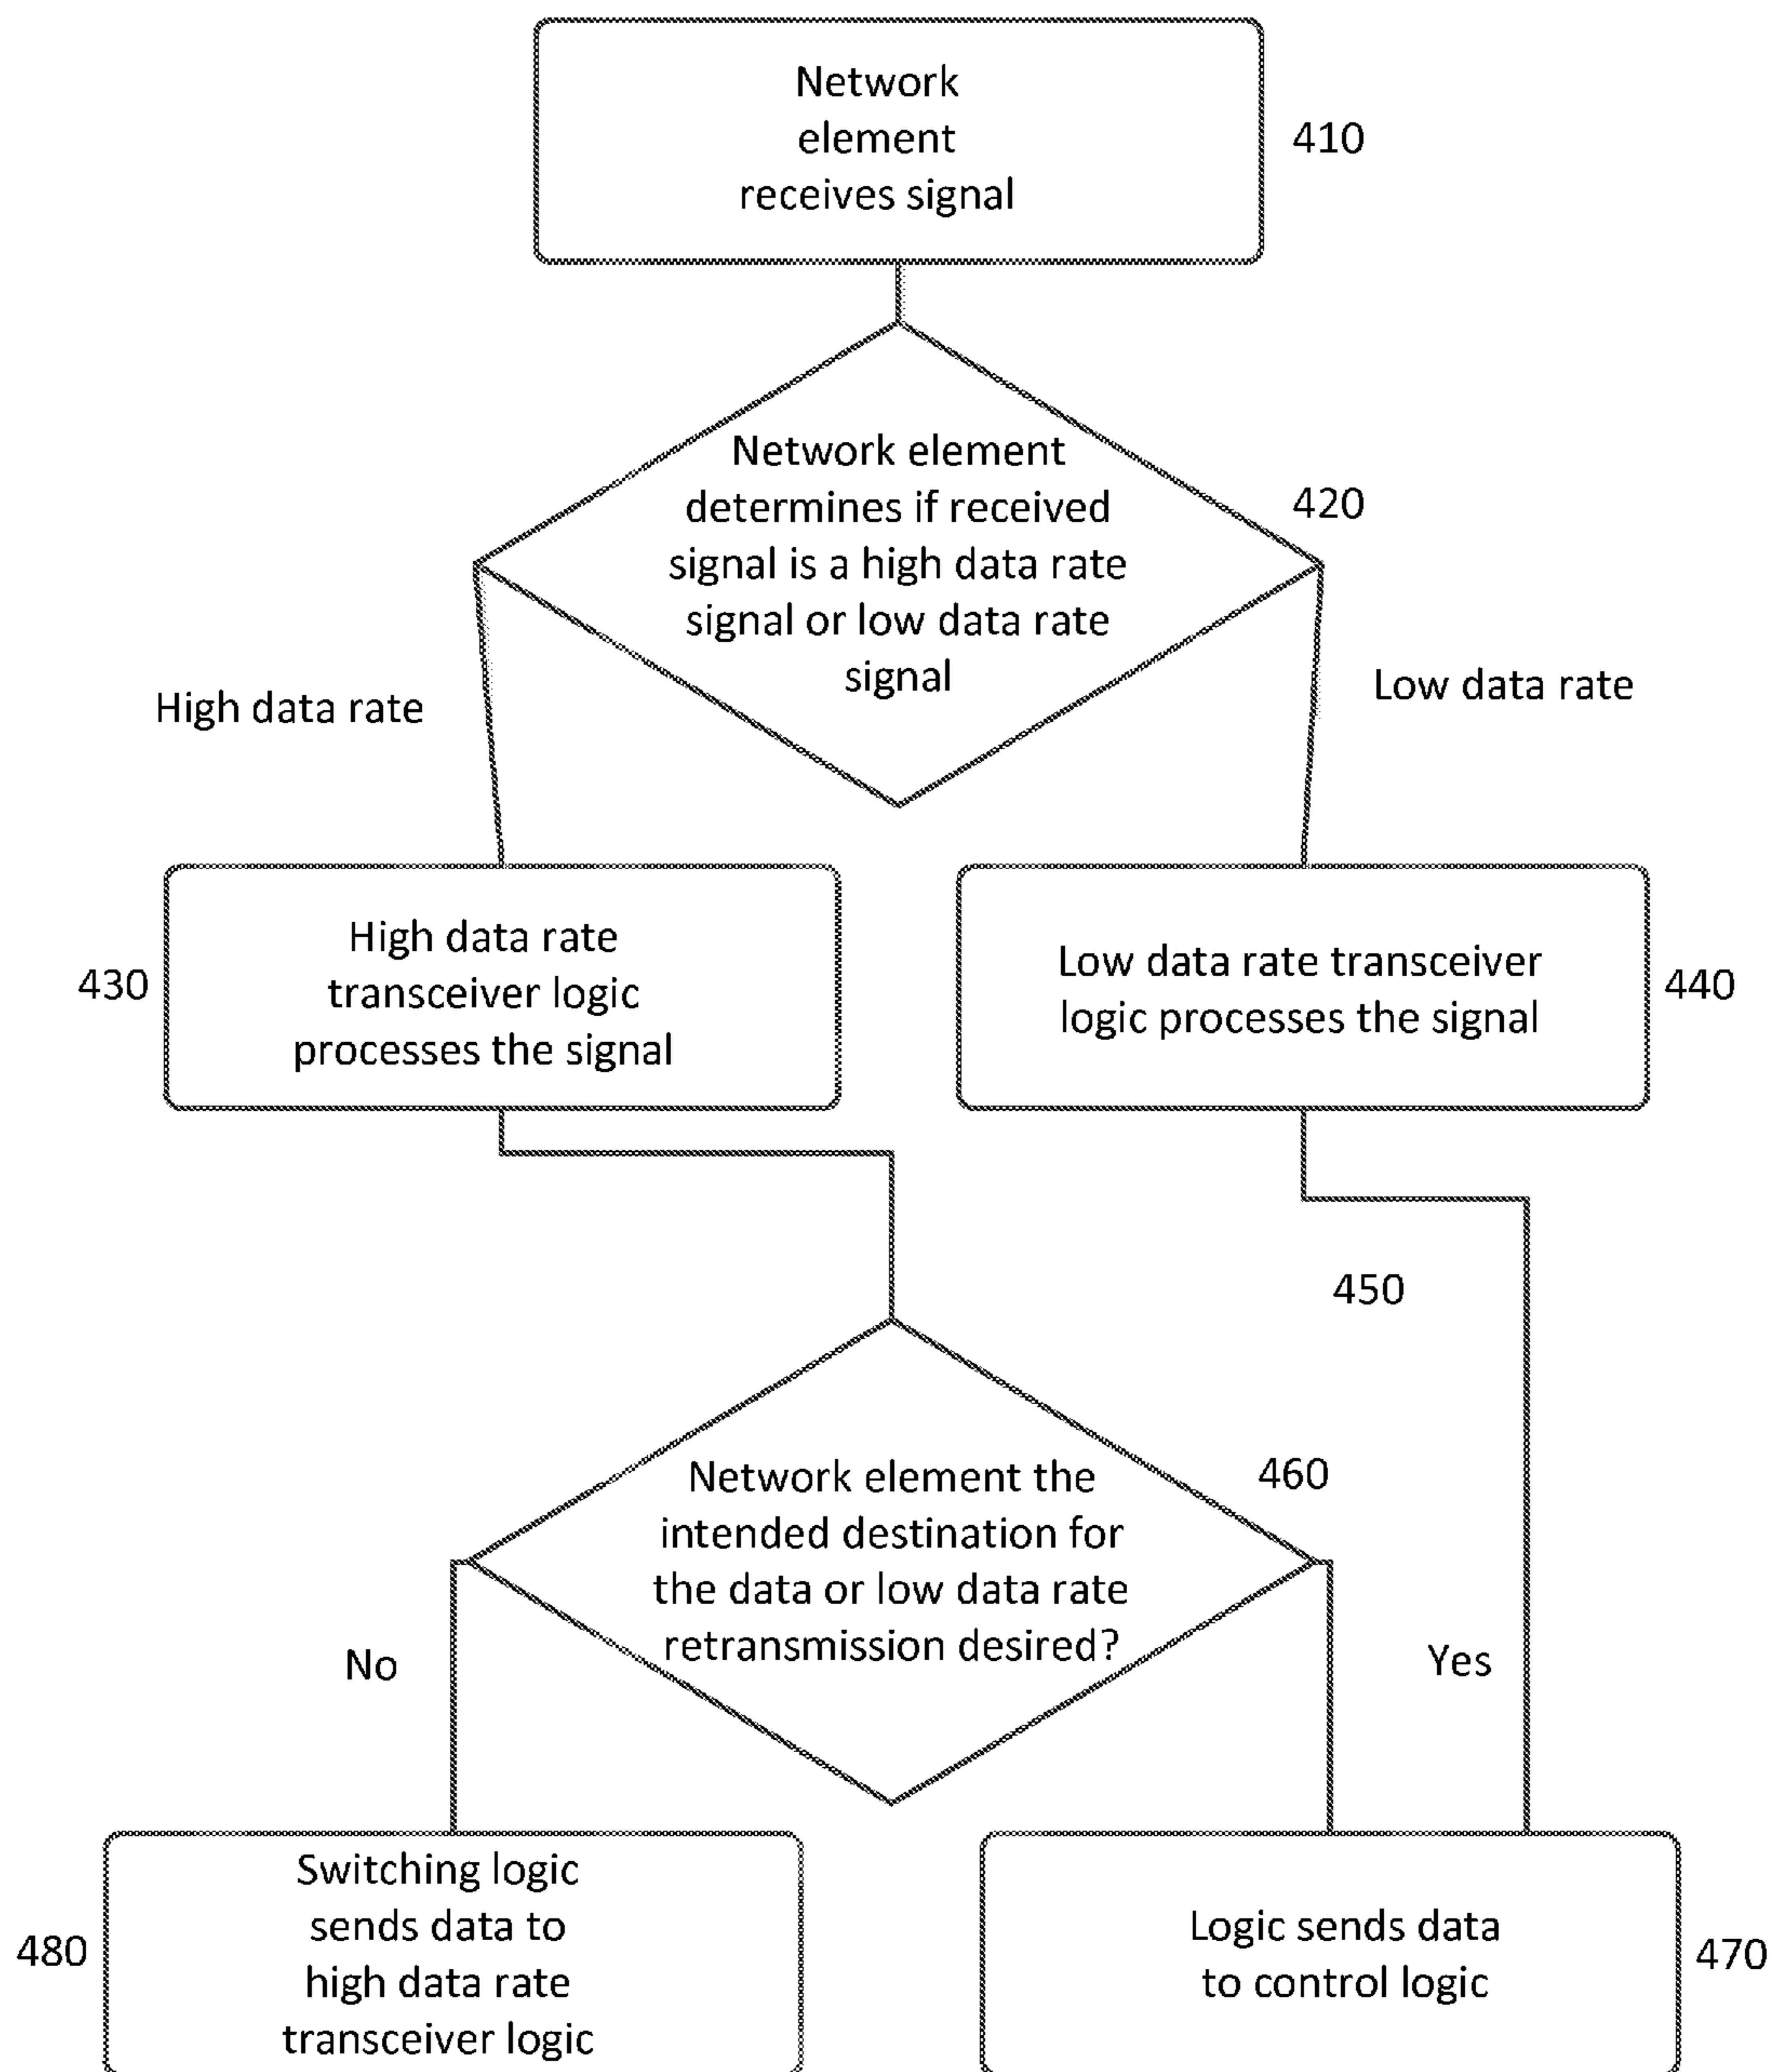 Network
element
receives signal
410
Network element
determines if received
signal is a high data rate
signal or low data rate
signal
420
High data rate
Low data rate
430
High data rate
transceiver logic
processes the signal
Low data rate transceiver
logic processes the signal
440
450
Network element the
intended destination for
the data or low data rate
retransmission desired?
460
No
Yes
480
Switching logic
sends data to
high data rate
transceiver logic
Logic sends data
to control logic
470